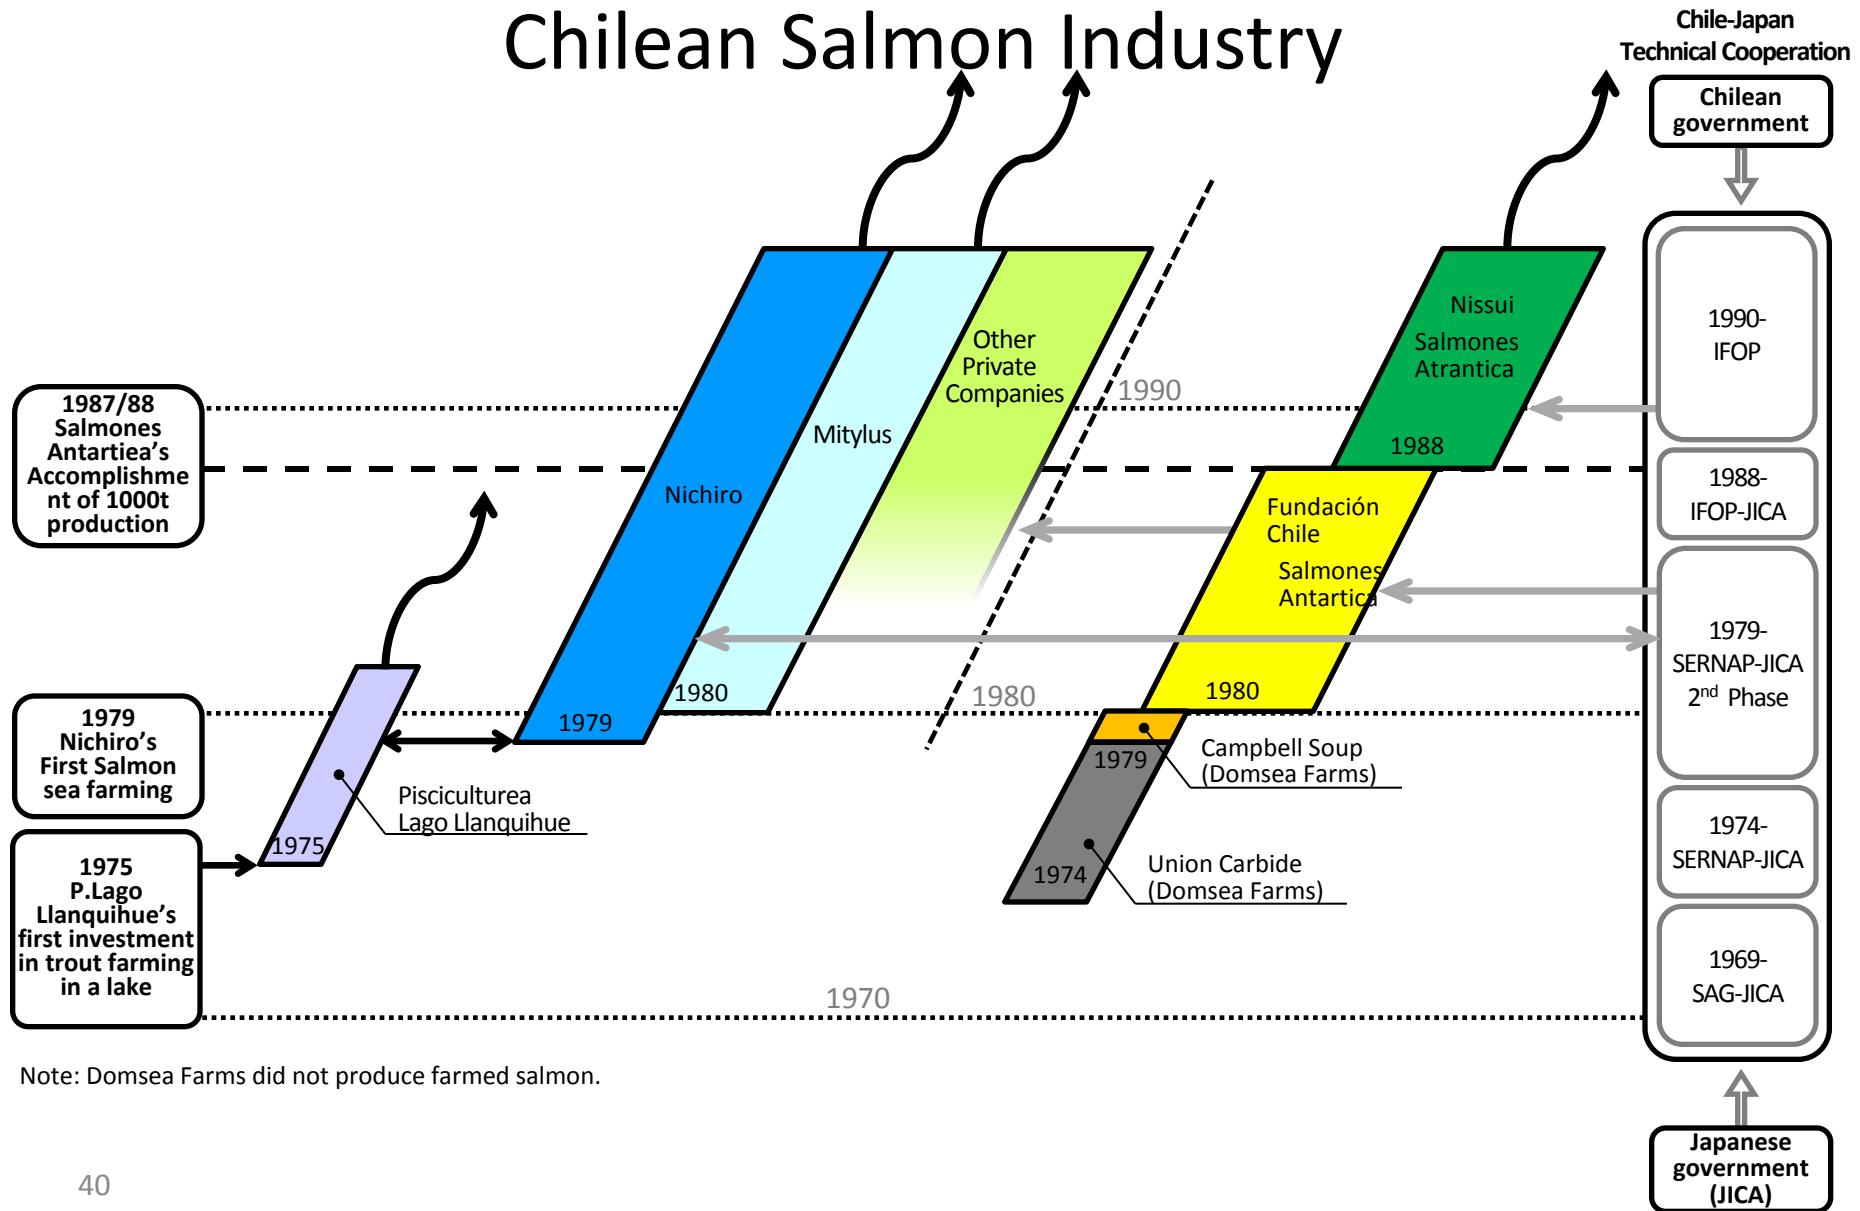 Chilean Salmon Industry
Chile-Japan
Technical Cooperation
Chilean
government
1990-
IFOP
1988-
IFOP-JICA
1979-
SERNAP-JICA
2nd Phase
1974-
SERNAP-JICA
1969-
SAG-JICA
Japanese
government
(JICA)
1987/88
Salmones
Antartiea’s
Accomplishme
nt of 1000t
production
1979
Nichiro’s
First Salmon
sea farming
1975
P.Lago
Llanquihue’s
first investment
in trout farming
in a lake
1975
Pisciculturea
Lago Llanquihue
Nichiro
1979
Mitylus
1980
Other
Private
Companies
1990
1980
1970
Nissui
Salmones
Atrantica
1988
Fundación
Chile
Salmones
Antartica
1980
1979
Campbell Soup
(Domsea Farms)
1974
Union Carbide
(Domsea Farms)
Note: Domsea Farms did not produce farmed salmon.
40